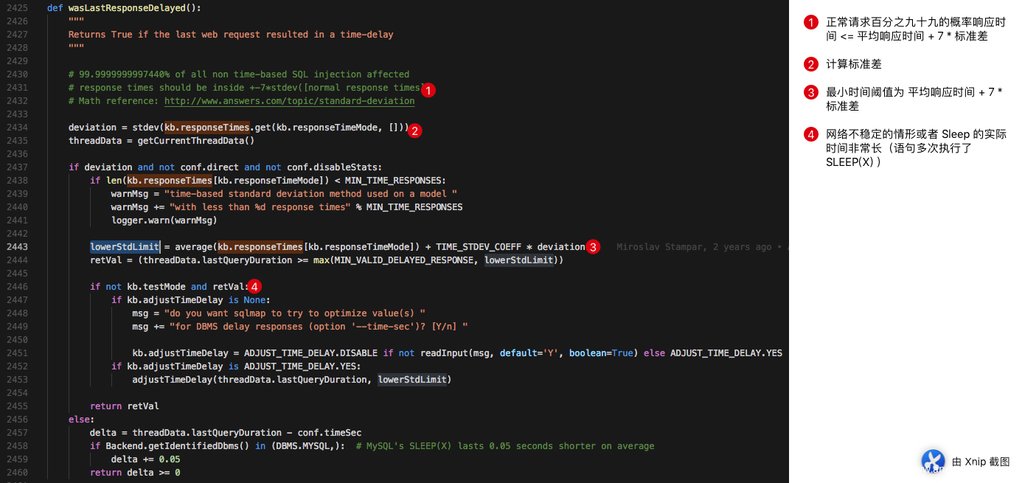 2425 def wasLastResponseDelayed():
2426 """
2427 Returns True if the last web request resulted in a time-delay
2428 """
2429
2430 # 99.9999999997440% of all non time-based SQL injection affected
2431 # response times should be inside +-7*stdev([normal response times 1
2432 # Math reference: http://www.answers.com/topic/standard-deviation
2433
2434 deviation = stdev(kb.responseTimes.get(kb.responseTimeMode, [])) 2
2435 threadData = getCurrentThreadData()
2436
2437 if deviation and not conf.direct and not conf.disableStats:
2438 if len(kb.responseTimes[kb.responseTimeMode]) < MIN_TIME_RESPONSES:
2439 warnMsg = "time-based standard deviation method used on a model "
2440 warnMsg += "with less than %d response times" % MIN_TIME_RESPONSES
2441 logger.warn(warnMsg)
2442
2443 lowerStdLimit = average(kb.responseTimes[kb.responseTimeMode]) + TIME_STDEV_COEFF * deviation 3 Miroslav Stampar, 2 years ago •
2444 retVal = (threadData.lastQueryDuration >= max(MIN_VALID_DELAYED_RESPONSE, lowerStdLimit))
2445
2446 if not kb.testMode and retVal: 4
2447 if kb.adjustTimeDelay is None:
2448 msg = "do you want sqlmap to try to optimize value(s) "
2449 msg += "for DBMS delay responses (option '--time-sec')? [Y/n] "
2450
2451 kb.adjustTimeDelay = ADJUST_TIME_DELAY.DISABLE if not readInput(msg, default='Y', boolean=True) else ADJUST_TIME_DELAY.YES
2452 if kb.adjustTimeDelay is ADJUST_TIME_DELAY.YES:
2453 adjustTimeDelay(threadData.lastQueryDuration, lowerStdLimit)
2454
2455 return retVal
2456 else:
2457 delta = threadData.lastQueryDuration - conf.timeSec
2458 if Backend.getIdentifiedDbms() in (DBMS.MYSQL,): # MySQL's SLEEP(X) lasts 0.05 seconds shorter on average
2459 delta += 0.05
2460 return delta >= 0
1 正常请求百分之九十九的概率响应时
间 <= 平均响应时间 + 7 * 标准差
2 计算标准差
3 最小时间阈值为 平均响应时间 + 7 *
标准差
4 网络不稳定的情形或者 Sleep 的实际
时间非常长（语句多次执行了
SLEEP(X) ）
由 Xnip 截图